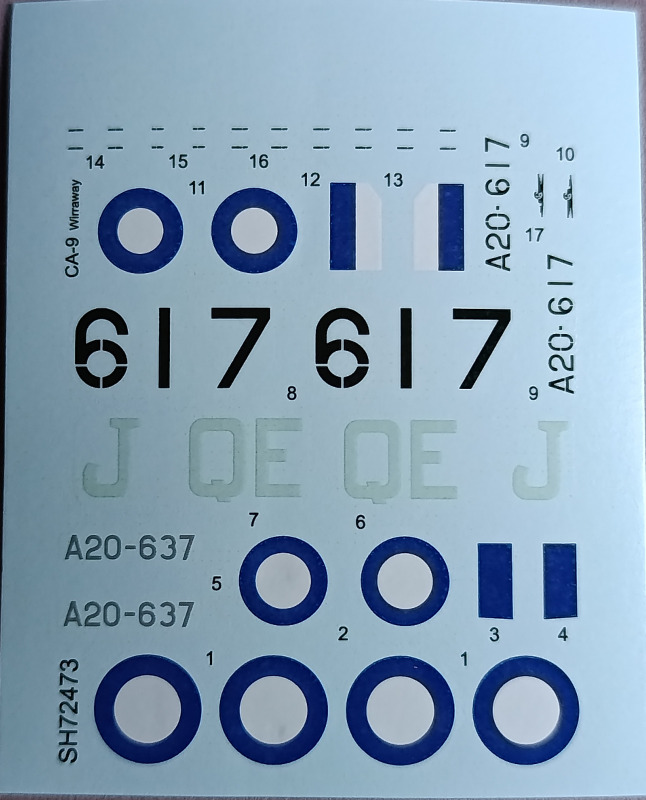 14 15 16 9 10
11 12 13
CA-9 Wirraway
A20-617
17
A20-617
617 617
8 9
J QE QE J
7 6
A20-637
5
A20-637
2 3 4
1 1
SH72473